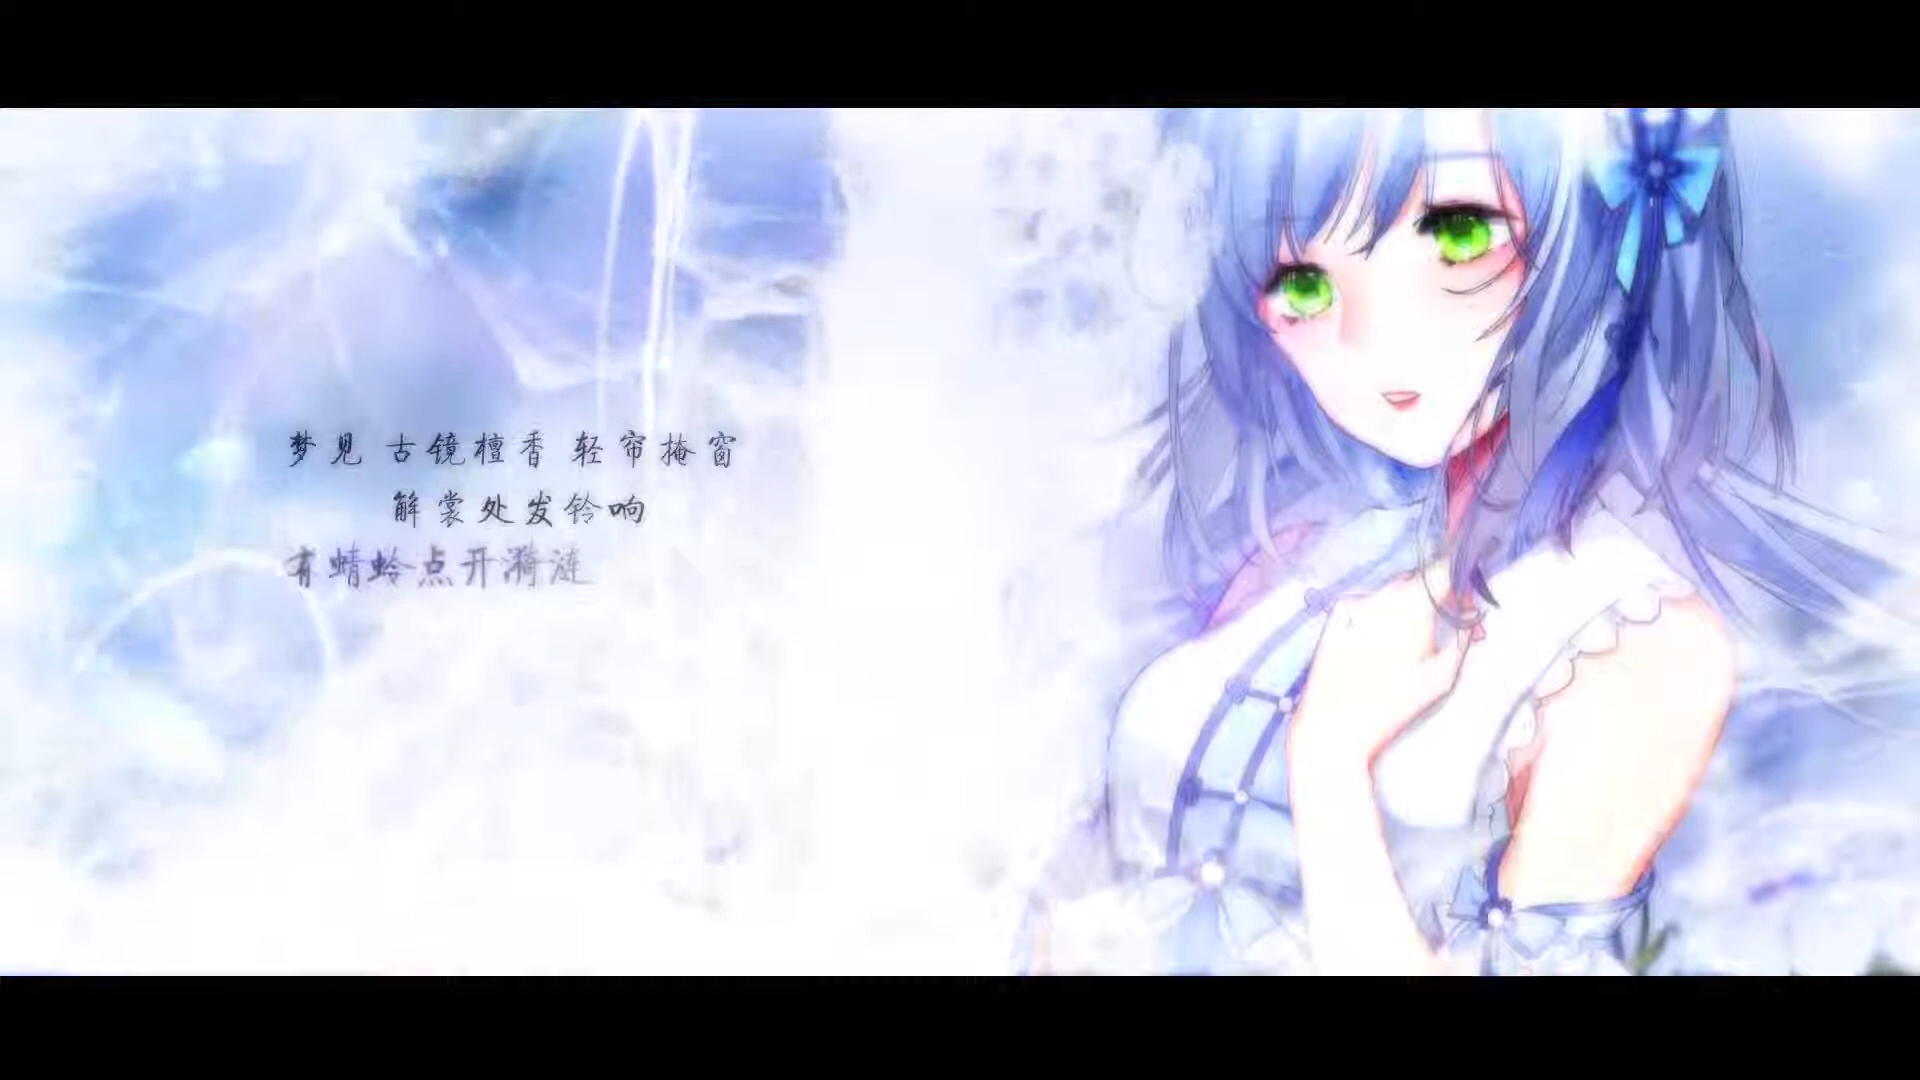 梦见 古镜檀香 轻帘掩窗
解裳处发铃响
有蜻蛉点开漪涟